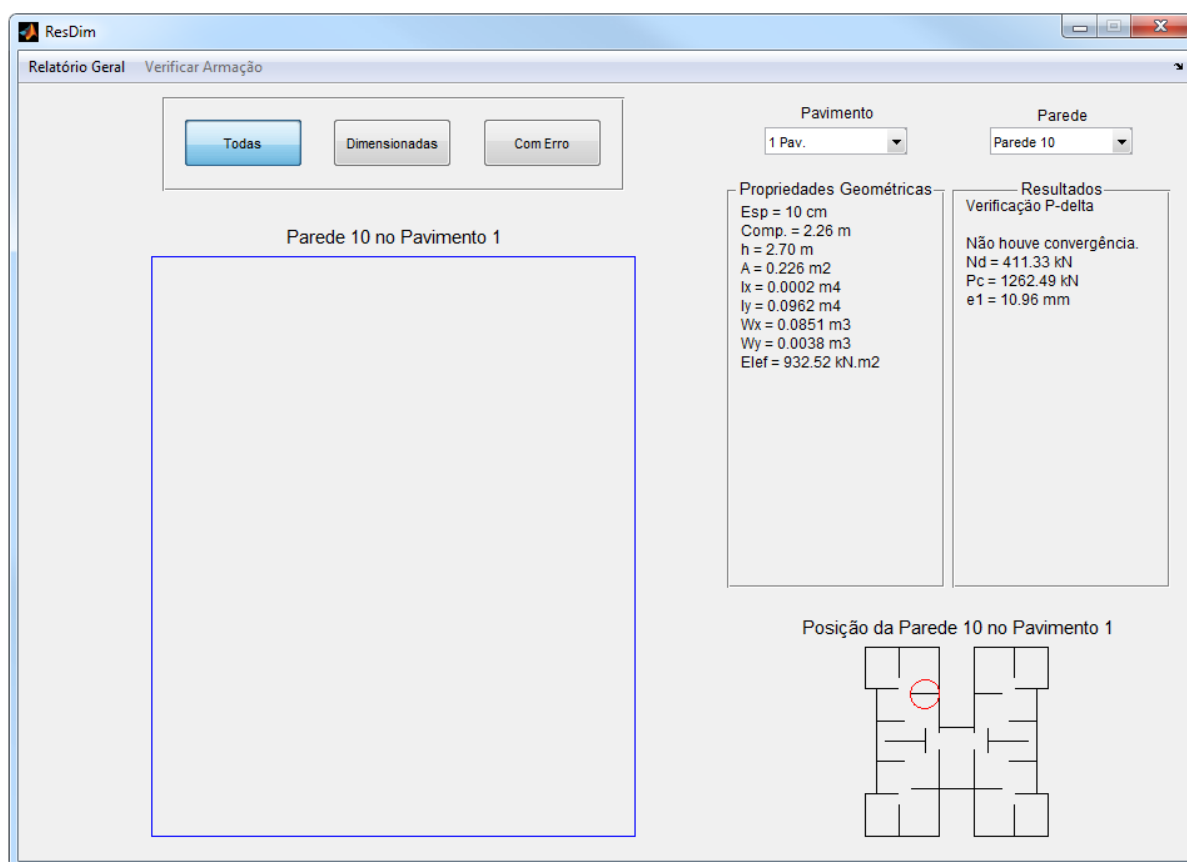 ResDim
Relatório Geral Verificar Armação
Todas Dimensionadas Com Erro
Pavimento Parede
1 Pav. Parede 10
Parede 10 no Pavimento 1
Propriedades Geométricas
Esp = 10 cm
Comp. = 2.26 m
h = 2.70 m
A = 0.226 m2
Ix = 0.0002 m4
Iy = 0.0962 m4
Wx = 0.0851 m3
Wy = 0.0038 m3
EIef = 932.52 kN.m2
Resultados
Verificação P-delta
Não houve convergência.
Nd = 411.33 kN
Pc = 1262.49 kN
e1 = 10.96 mm
Posição da Parede 10 no Pavimento 1